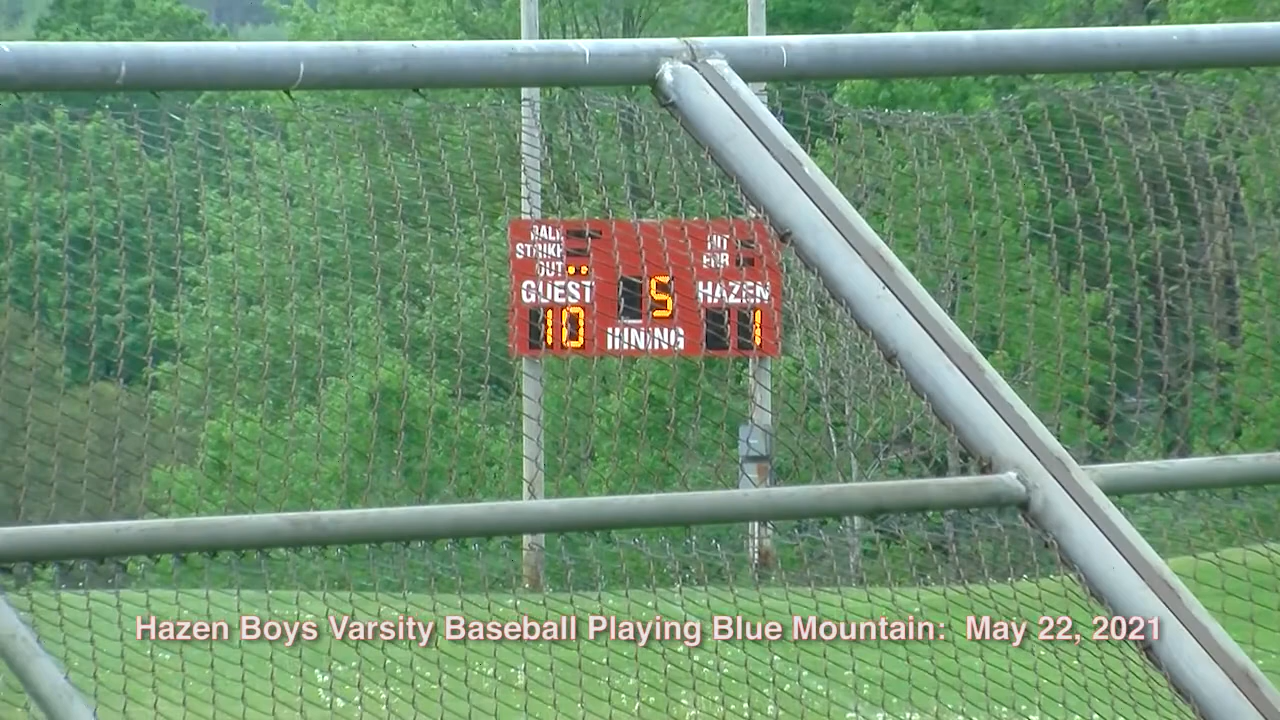 BALL
STRIKE
OUT
HIT
ERR
GUEST
5
HAZEN
10
INNING
1
Hazen Boys Varsity Baseball Playing Blue Mountain: May 22, 2021